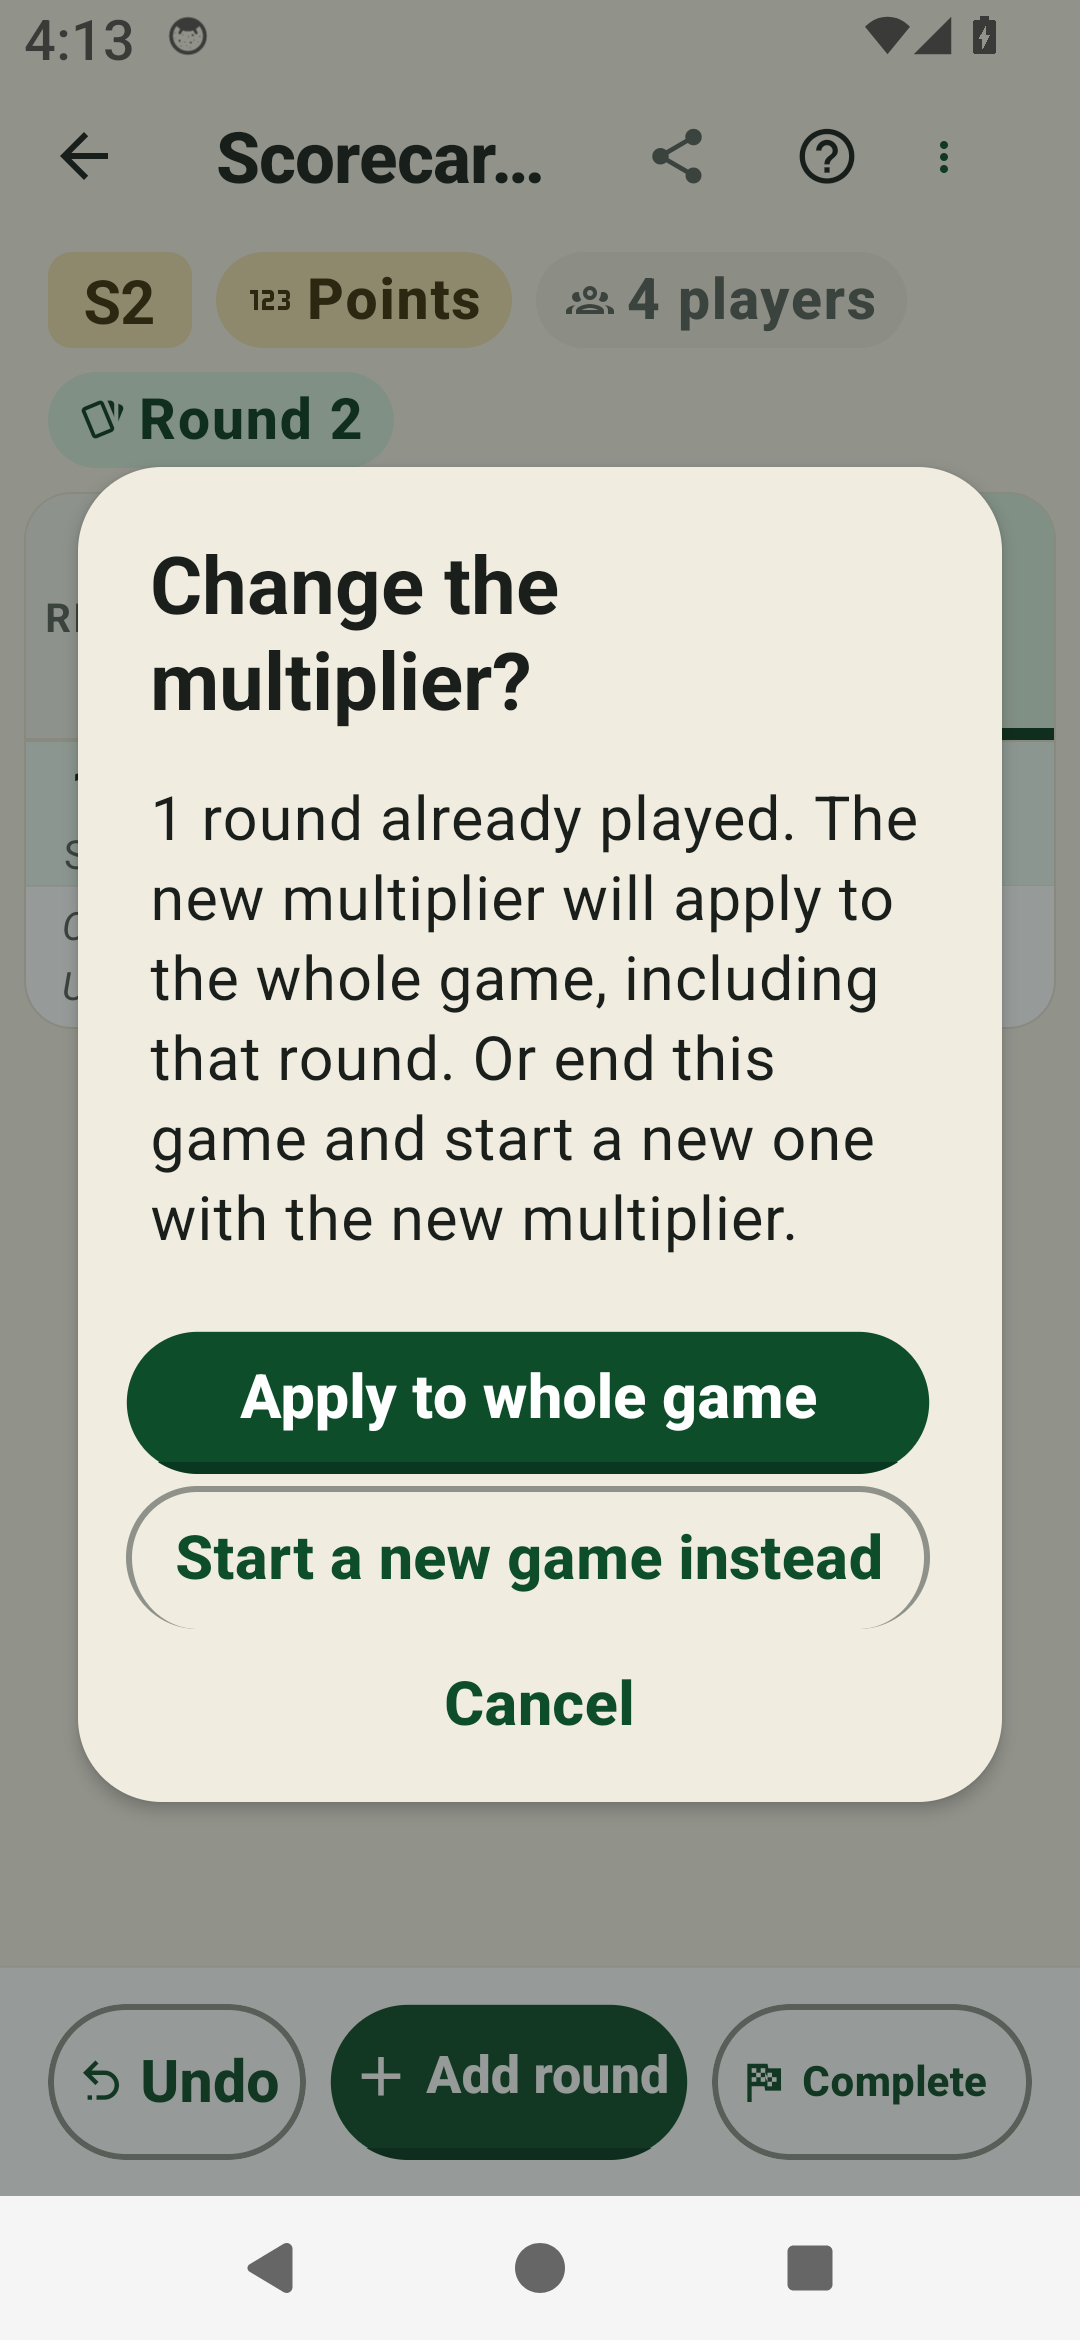 4:13
Scorecar...
S2
123 Points
4 players
Round 2
Change the
multiplier?
1 round already played. The
new multiplier will apply to
the whole game, including
that round. Or end this
game and start a new one
with the new multiplier.
Apply to whole game
Start a new game instead
Cancel
Undo
Add round
Complete